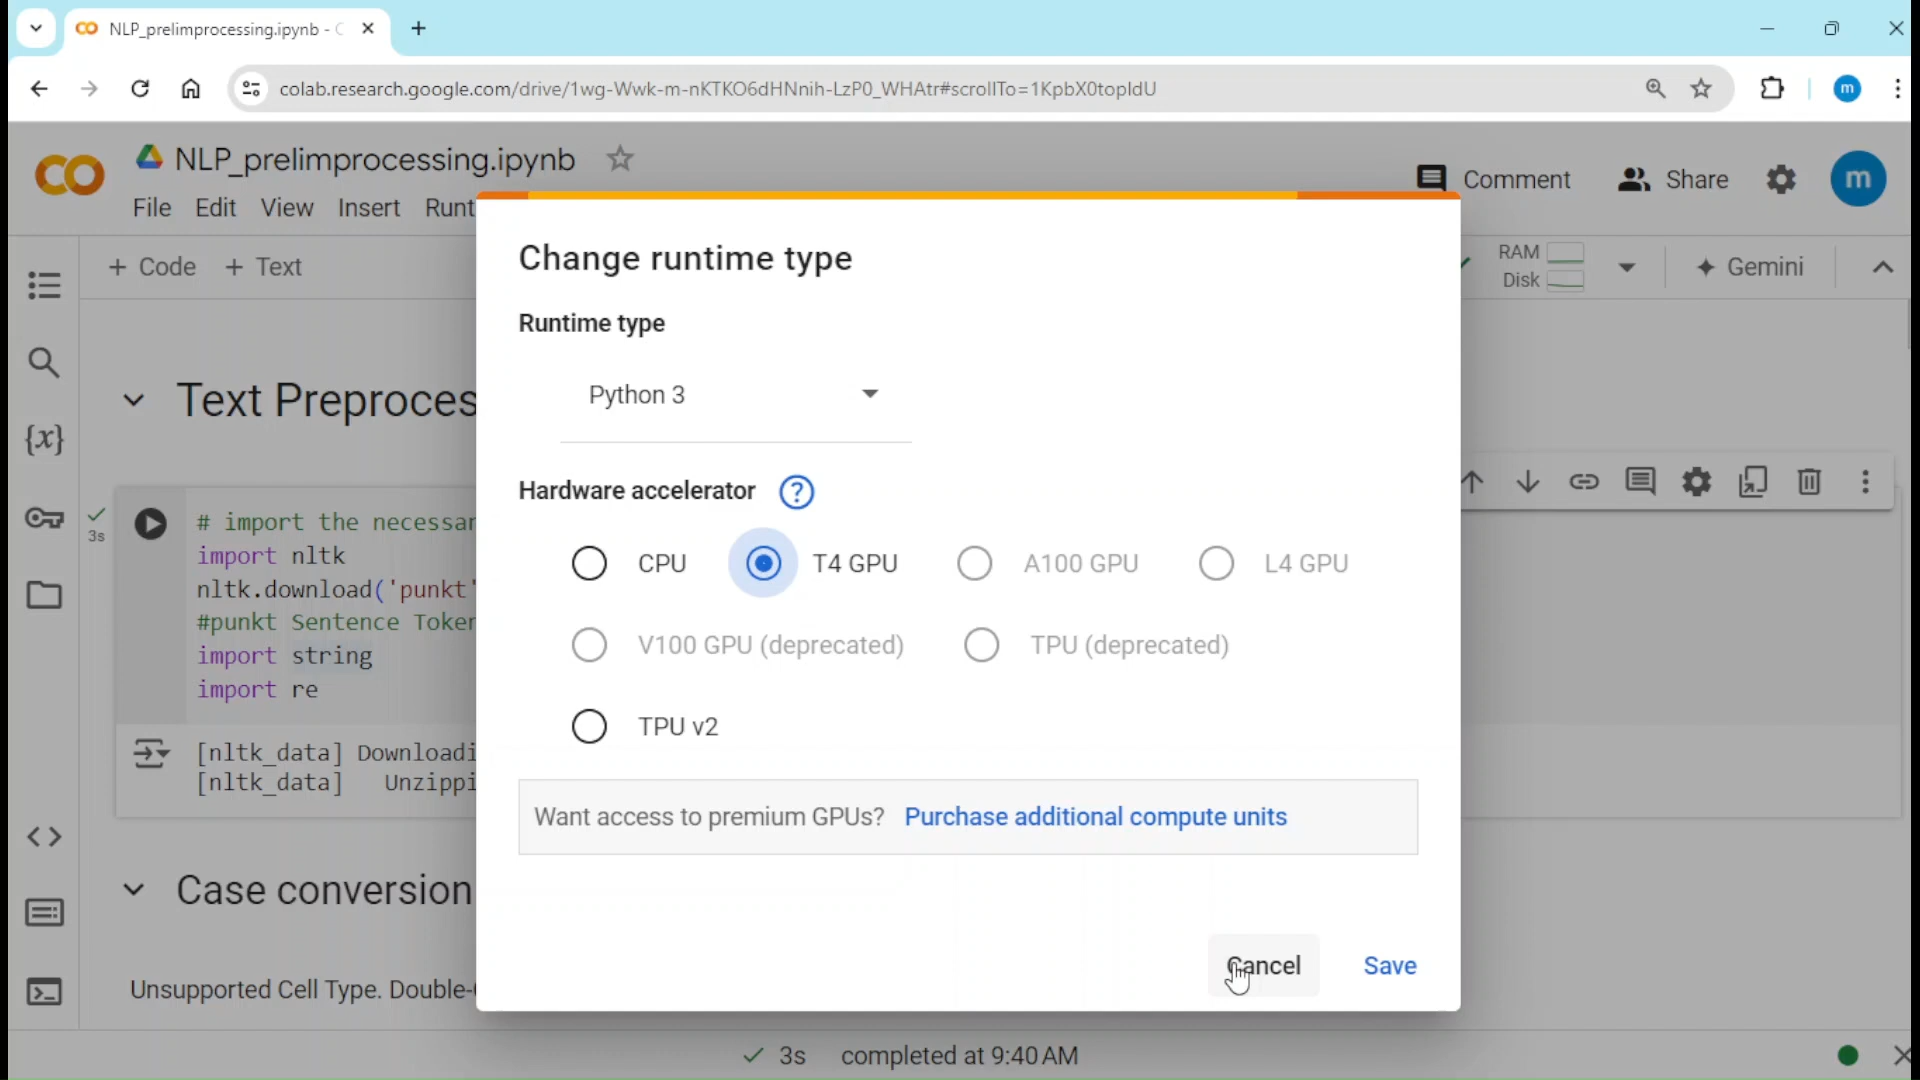 NLP_prelimprocessing.ipynb - C
colab.research.google.com/drive/1wg-Wwk-m-nKTKO6dHNnih-LzP0_WHAtr#scrollTo=1KpbX0topIdU
m
CO NLP_prelimprocessing.ipynb
File Edit View Insert Runt
Comment Share m
+ Code + Text
RAM
Disk
Gemini
Change runtime type
Runtime type
Python 3
Hardware accelerator ?
CPU T4 GPU A100 GPU L4 GPU
V100 GPU (deprecated) TPU (deprecated)
TPU v2
Want access to premium GPUs? Purchase additional compute units
Cancel Save
Text Preproces
{x}
3s
# import the necessar
import nltk
nltk.download('punkt'
#punkt Sentence Toker
import string
import re
[nltk_data] Downloadi
[nltk_data] Unzippi
Case conversion
Unsupported Cell Type. Double-
3s completed at 9:40 AM